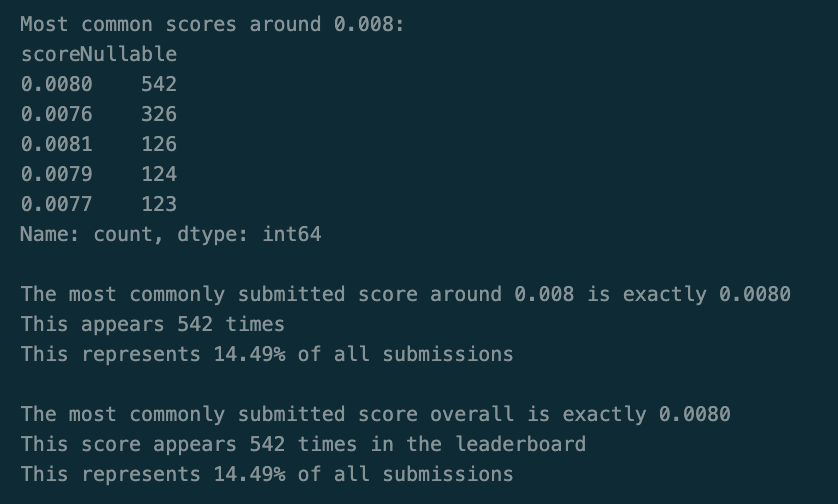 Most common scores around 0.008:
scoreNullable
0.0080    542
0.0076    326
0.0081    126
0.0079    124
0.0077    123
Name: count, dtype: int64
The most commonly submitted score around 0.008 is exactly 0.0080
This appears 542 times
This represents 14.49% of all submissions
The most commonly submitted score overall is exactly 0.0080
This score appears 542 times in the leaderboard
This represents 14.49% of all submissions